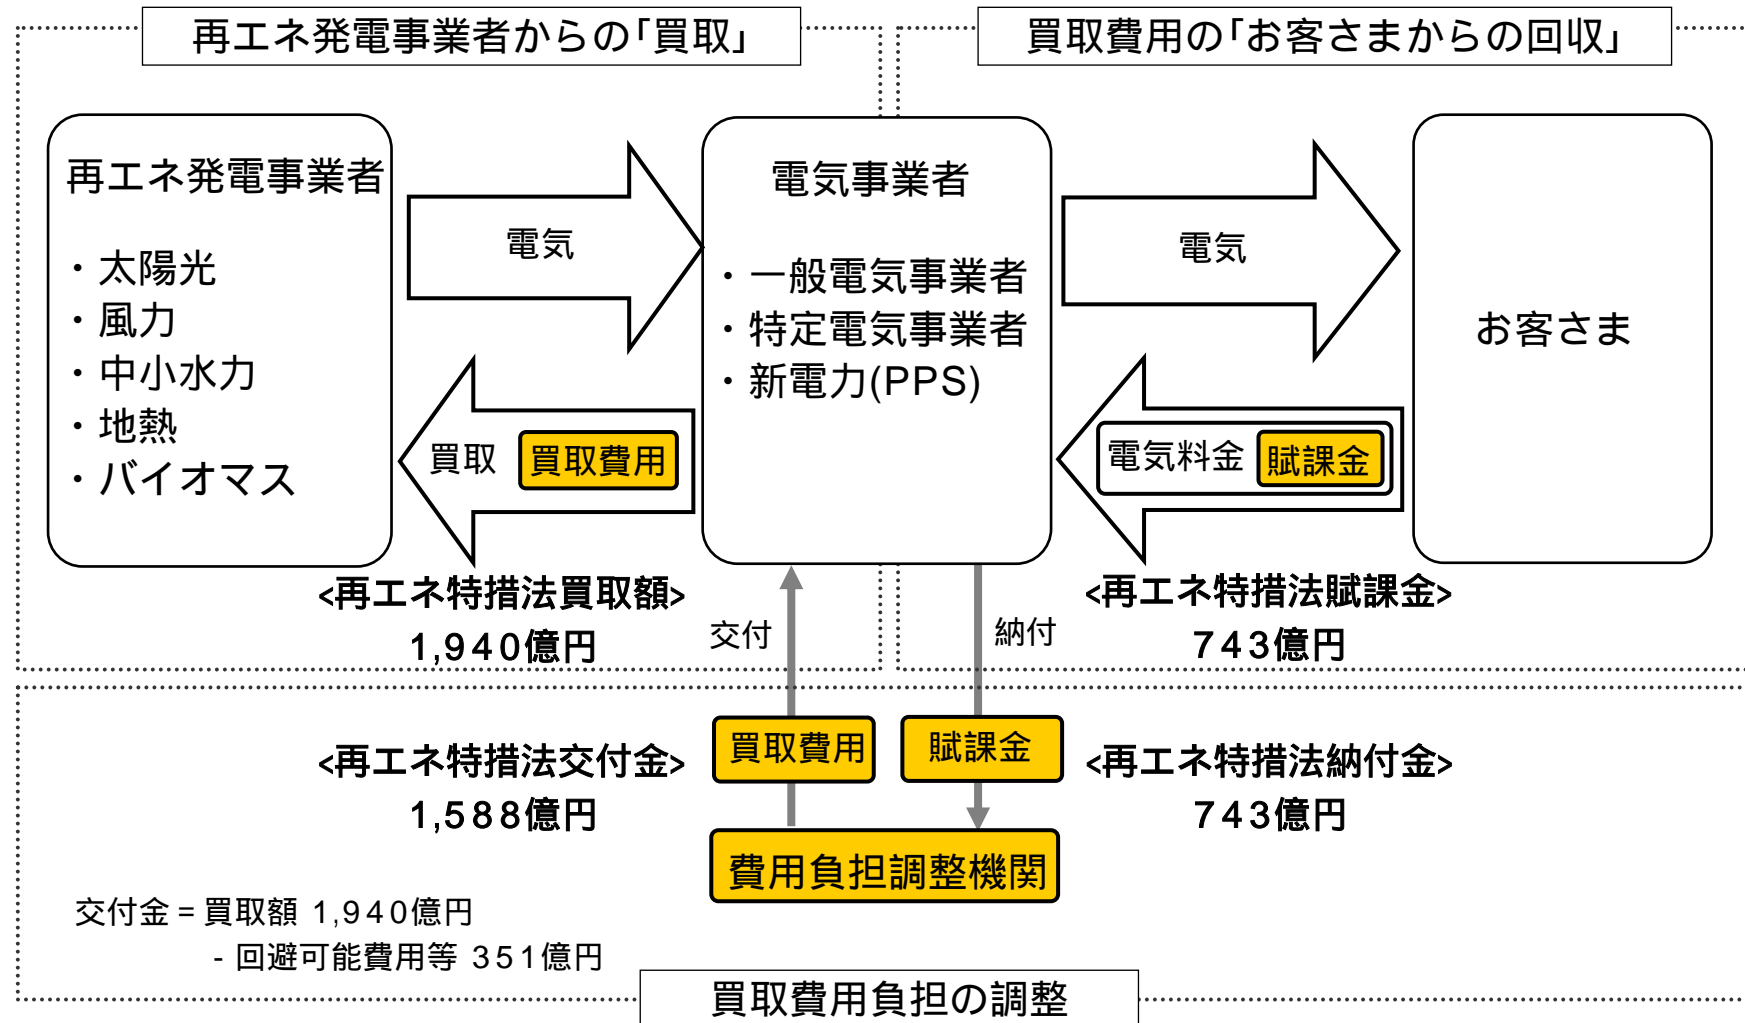 再エネ発電事業者からの「買取」
買取費用の「お客さまからの回収」
再エネ発電事業者
・太陽光
・風力
・中小水力
・地熱
・バイオマス
電気
買取 買取費用
電気事業者
・一般電気事業者
・特定電気事業者
・新電力(PPS)
電気
電気料金 賦課金
お客さま
<再エネ特措法買取額>
1,940億円
交付
納付
<再エネ特措法賦課金>
743億円
<再エネ特措法交付金>
1,588億円
買取費用
賦課金
<再エネ特措法納付金>
743億円
費用負担調整機関
交付金=買取額 1,940億円
- 回避可能費用等 351億円
買取費用負担の調整